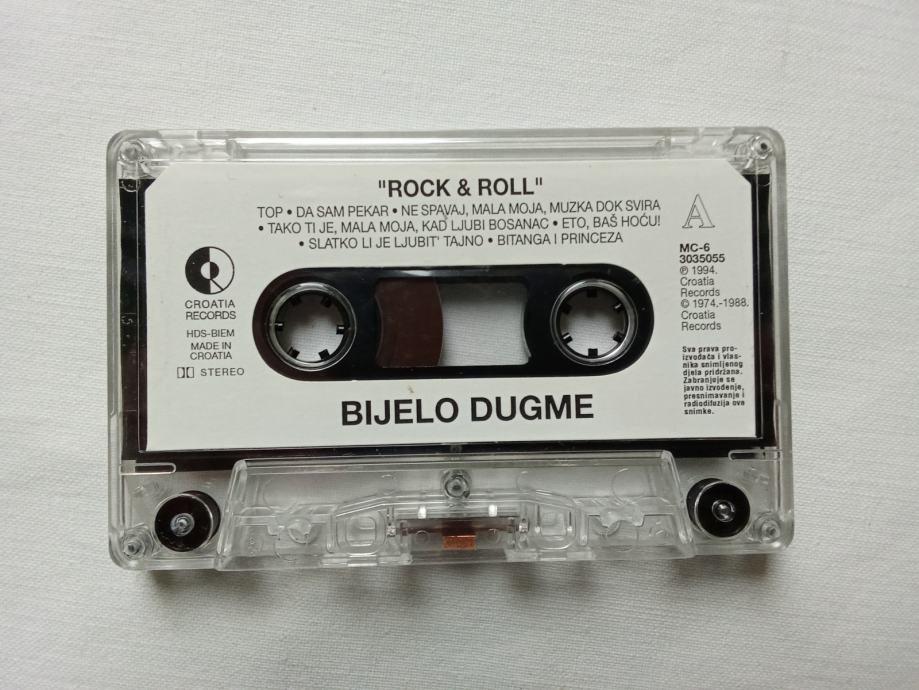 "ROCK & ROLL"
TOP • DA SAM PEKAR • NE SPAVAJ, MALA MOJA, MUZKA DOK SVIRA
• TAKO TI JE, MALA MOJA, KAD LJUBI BOSANAC • ETO, BAŠ HOĆU!
• SLATKO LI JE LJUBIT' TAJNO • BITANGA I PRINCEZA
A
CROATIA
RECORDS
HDS-BIEM
MADE IN
CROATIA
STEREO
MC-6
3035055
℗ 1994.
Croatia
Records
© 1974.-1988.
Croatia
Records
Sva prava pro-
izvođača i vlas-
nika snimljenog
djela pridržana.
Zabranjuje se
javno izvođenje,
presnimavanje i
radiodifuzija ove
snimke.
BIJELO DUGME